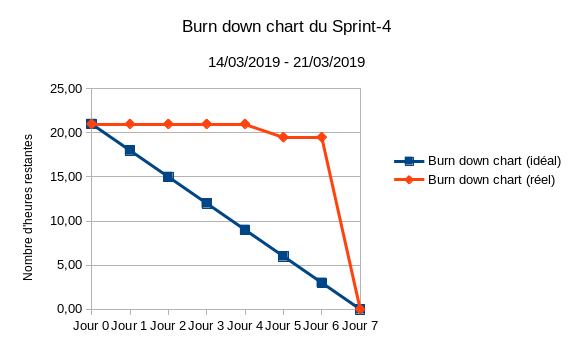 Burn down chart du Sprint-4
14/03/2019 - 21/03/2019
Nombre d'heures restantes
25,00
20,00
15,00
10,00
5,00
0,00
Jour 0 Jour 1 Jour 2 Jour 3 Jour 4 Jour 5 Jour 6 Jour 7
Burn down chart (idéal)
Burn down chart (réel)